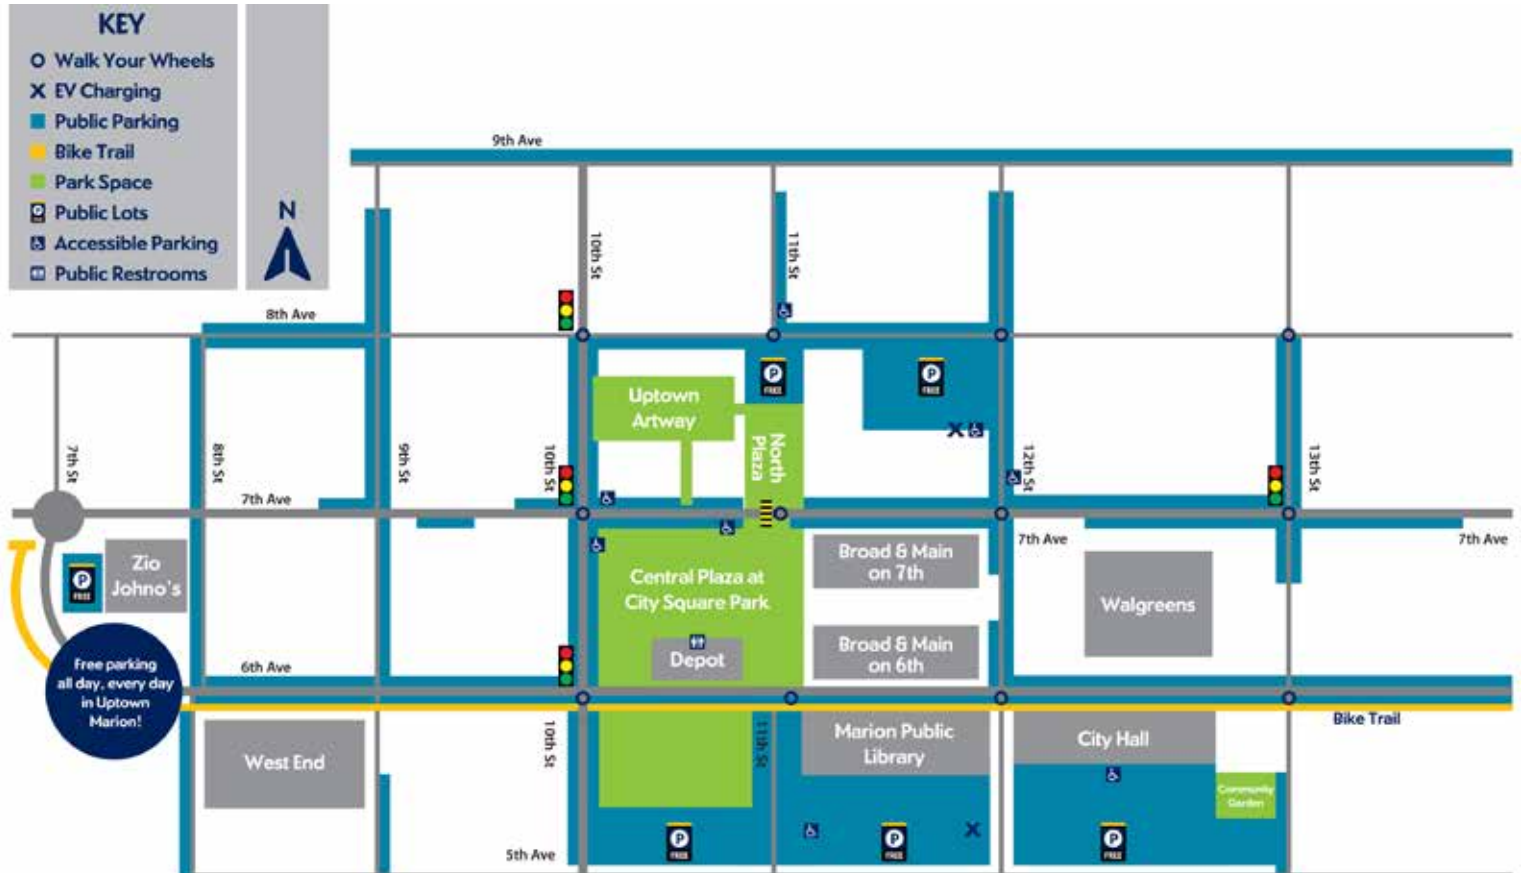 KEY
Walk Your Wheels
EV Charging
Public Parking
Bike Trail
Park Space
Public Lots
Accessible Parking
Public Restrooms
N
9th Ave
10th St
11th St
8th Ave
P
FREE
P
FREE
Uptown
Artway
North
Plaza
7th St
8th St
9th St
10th St
12th St
13th St
7th Ave
7th Ave
7th Ave
Zio
Johno's
P
FREE
Broad & Main
on 7th
Central Plaza at
City Square Park
Walgreens
Depot
Broad & Main
on 6th
6th Ave
Free parking
all day, every day
in Uptown
Marion!
Bike Trail
West End
10th St
11th St
Marion Public
Library
City Hall
Community
Garden
P
FREE
P
FREE
P
FREE
5th Ave